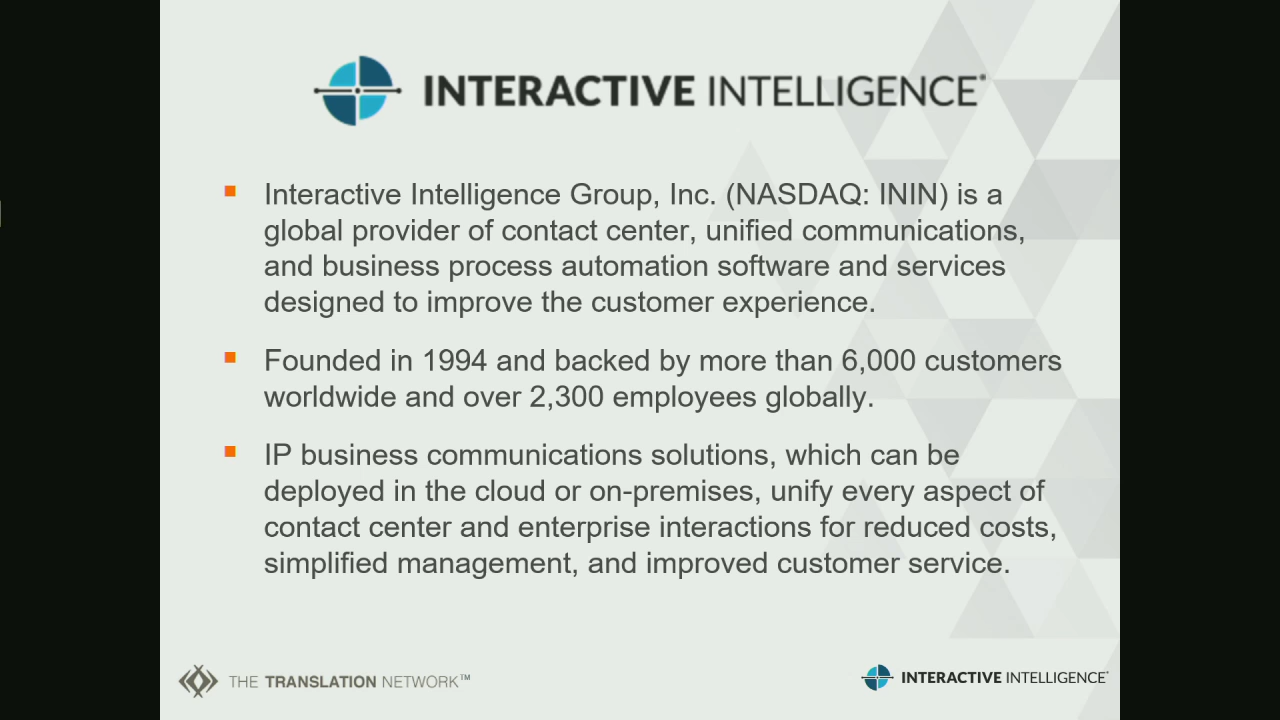 INTERACTIVE INTELLIGENCE®
Interactive Intelligence Group, Inc. (NASDAQ: ININ) is a
global provider of contact center, unified communications,
and business process automation software and services
designed to improve the customer experience.
Founded in 1994 and backed by more than 6,000 customers
worldwide and over 2,300 employees globally.
IP business communications solutions, which can be
deployed in the cloud or on-premises, unify every aspect of
contact center and enterprise interactions for reduced costs,
simplified management, and improved customer service.
THE TRANSLATION NETWORK™
INTERACTIVE INTELLIGENCE®